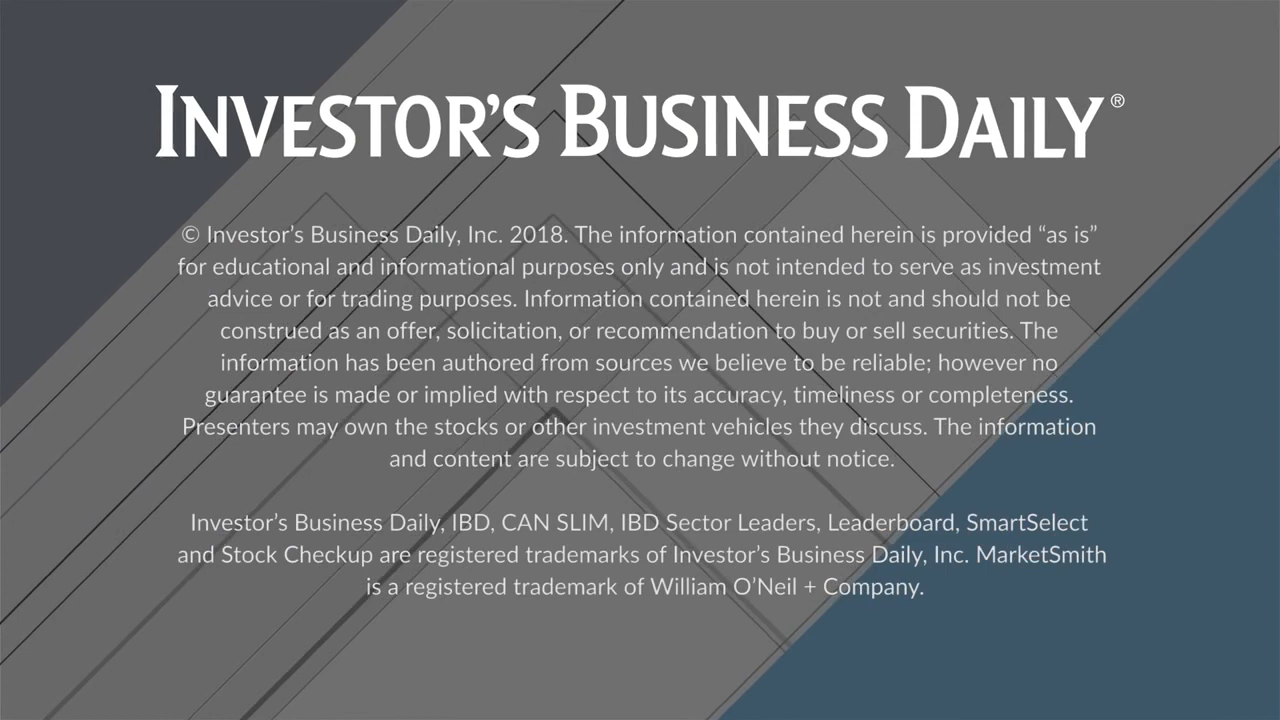 INVESTOR’S BUSINESS DAILY®
© Investor’s Business Daily, Inc. 2018. The information contained herein is provided “as is”
for educational and informational purposes only and is not intended to serve as investment
advice or for trading purposes. Information contained herein is not and should not be
construed as an offer, solicitation, or recommendation to buy or sell securities. The
information has been authored from sources we believe to be reliable; however no
guarantee is made or implied with respect to its accuracy, timeliness or completeness.
Presenters may own the stocks or other investment vehicles they discuss. The information
and content are subject to change without notice.
Investor’s Business Daily, IBD, CAN SLIM, IBD Sector Leaders, Leaderboard, SmartSelect
and Stock Checkup are registered trademarks of Investor’s Business Daily, Inc. MarketSmith
is a registered trademark of William O’Neil + Company.